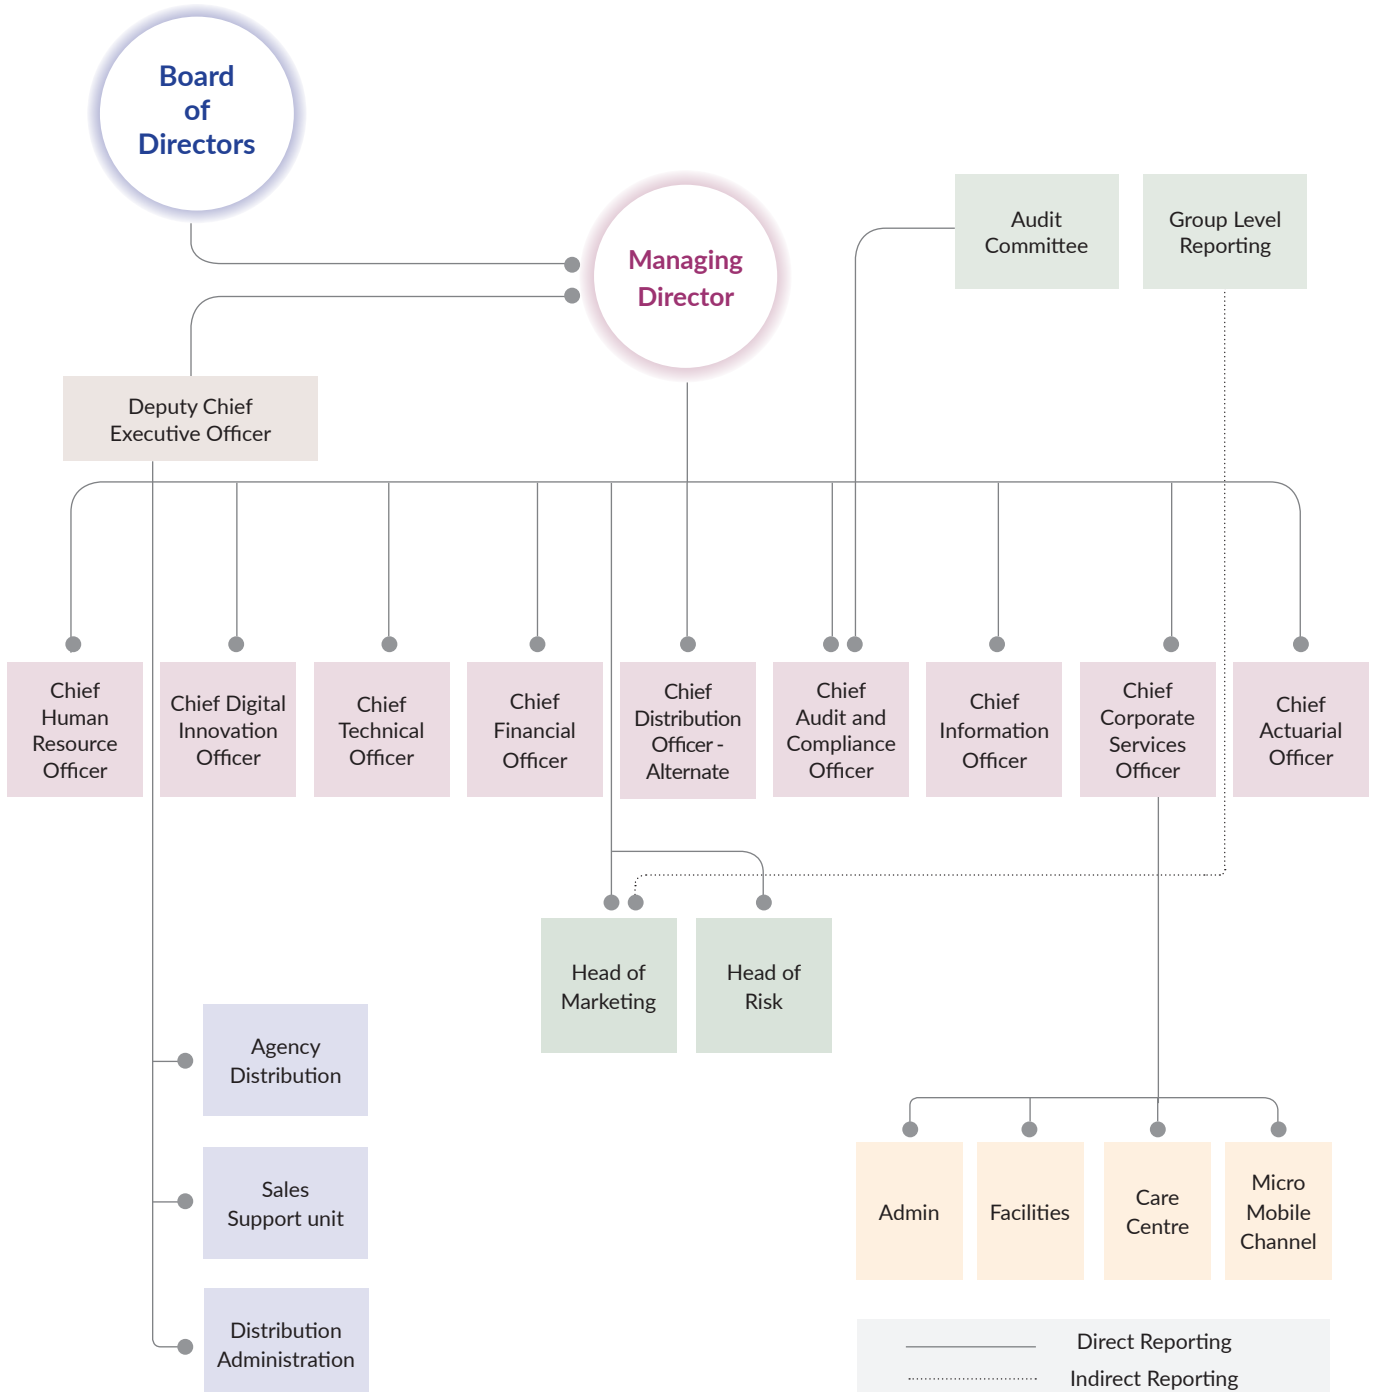 Board
of
Directors
Managing
Director
Audit
Committee
Group Level
Reporting
Deputy Chief
Executive Officer
Chief
Human
Resource
Officer
Chief Digital
Innovation
Officer
Chief
Technical
Officer
Chief
Financial
Officer
Chief
Distribution
Officer -
Alternate
Chief
Audit and
Compliance
Officer
Chief
Information
Officer
Chief
Corporate
Services
Officer
Chief
Actuarial
Officer
Head of
Marketing
Head of
Risk
Agency
Distribution
Sales
Support unit
Distribution
Administration
Admin
Facilities
Care
Centre
Micro
Mobile
Channel
Direct Reporting
Indirect Reporting